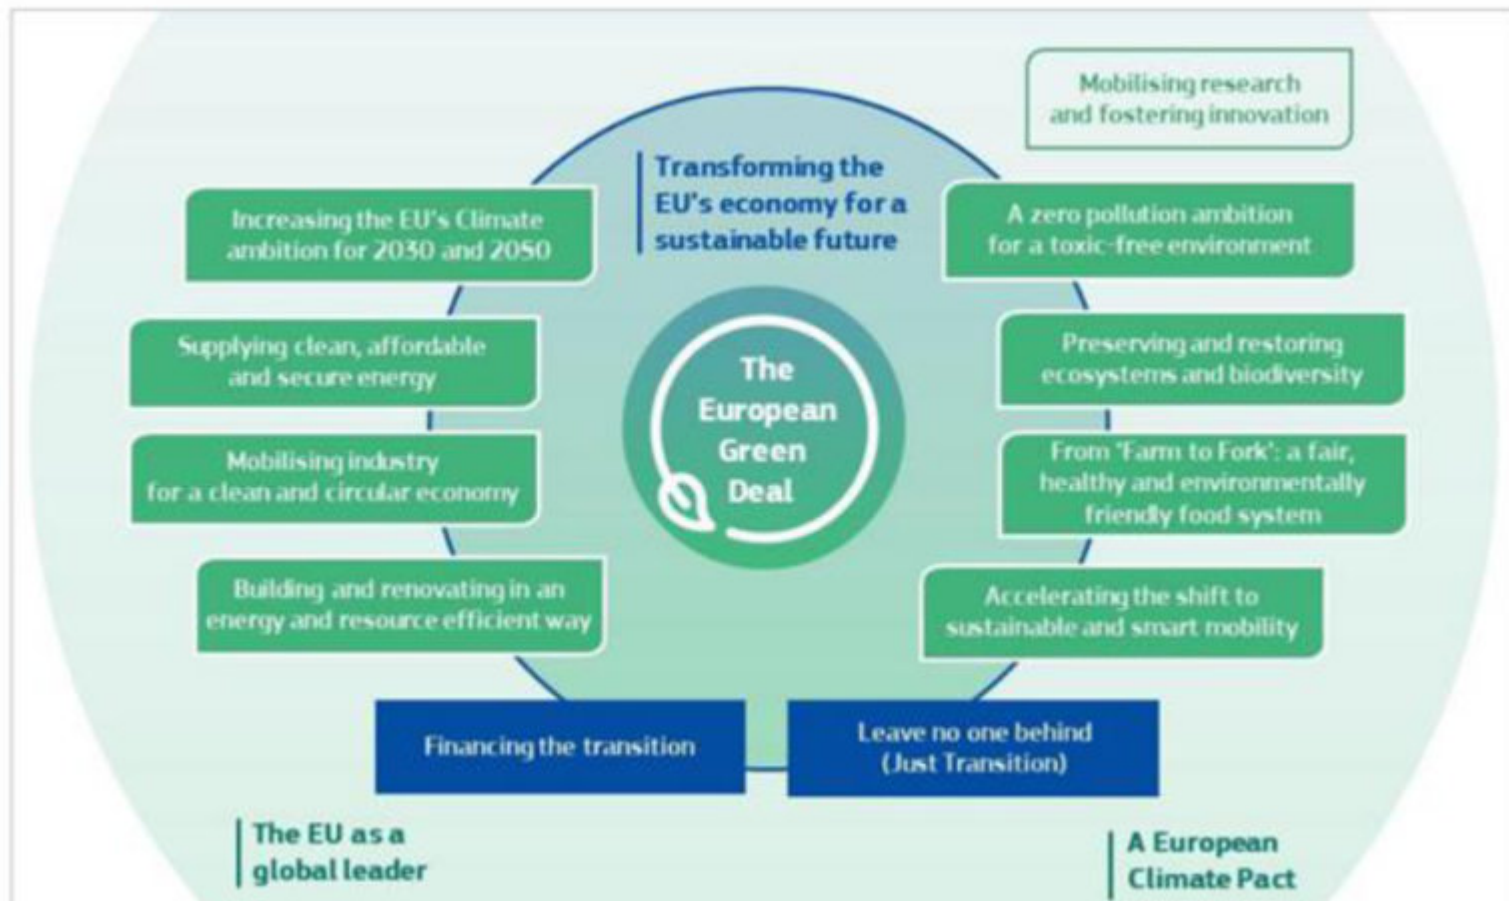 Mobilising research
and fostering innovation
Transforming the
EU's economy for a
sustainable future
Increasing the EU's Climate
ambition for 2030 and 2050
A zero pollution ambition
for a toxic-free environment
Supplying clean, affordable
and secure energy
Preserving and restoring
ecosystems and biodiversity
The
European
Green
Deal
Mobilising industry
for a clean and circular economy
From 'Farm to Fork': a fair,
healthy and environmentally
friendly food system
Building and renovating in an
energy and resource efficient way
Accelerating the shift to
sustainable and smart mobility
Financing the transition
Leave no one behind
(Just Transition)
The EU as a
global leader
A European
Climate Pact